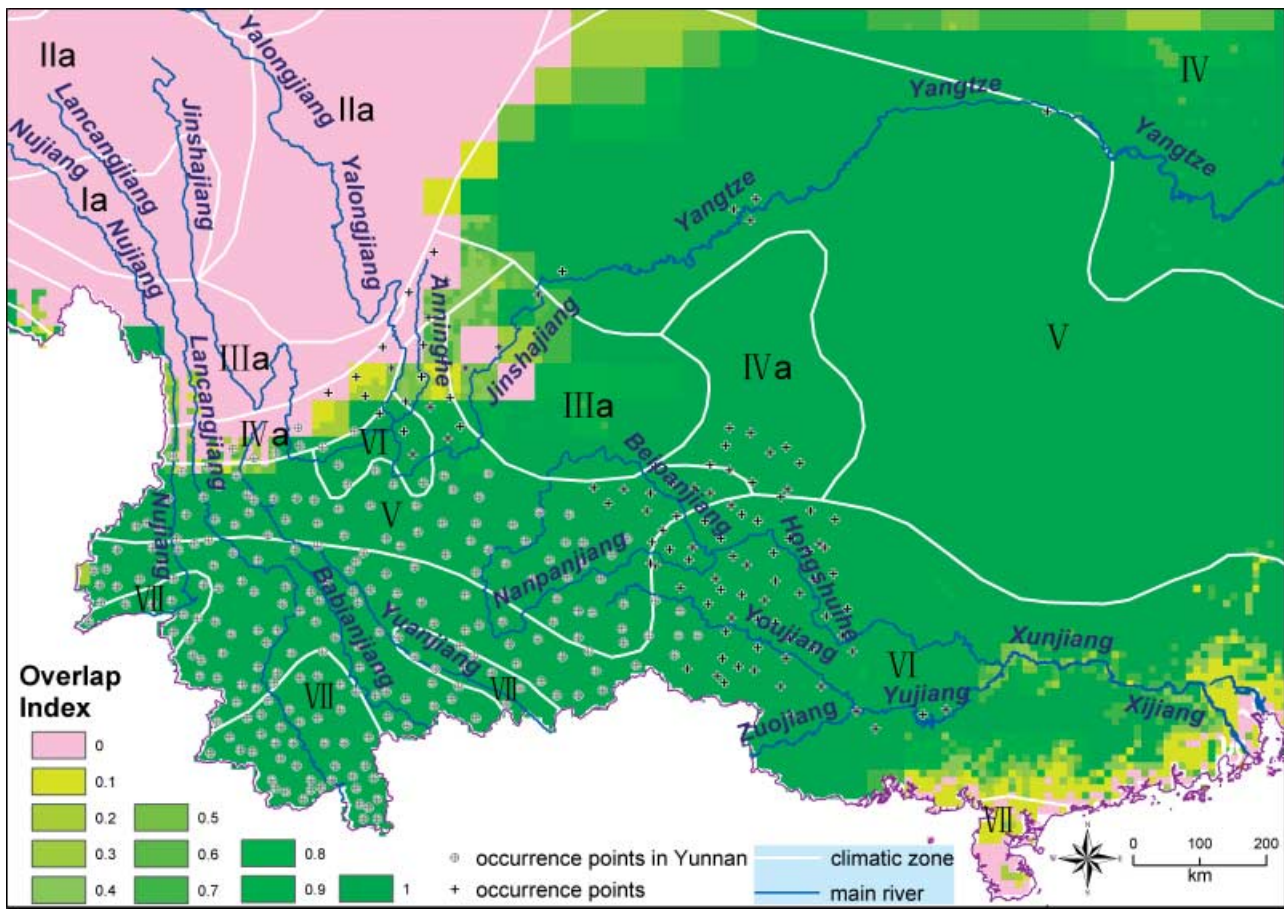 IIa
Yalongjiang
IV
IIa
Yangtze
Lancangjiang
Jinshajiang
Nujiang
Yangtze
Ia
Yalongjiang
Yangtze
Nujiang
Anninghe
V
Lancangjiang
IIIa
Jinshajiang
IVa
IIIa
IVa
VI
Beipanjiang
V
Nujiang
Hongshuihe
Nanpanjiang
VII
Babianjiang
Yuanjiang
Youjiang
Xunjiang
VI
VII
VII
Yujiang
Xijiang
Zuojiang
VII
Overlap
Index
0
0.1
0.2 0.5
0.3 0.6 0.8
0.4 0.7 0.9 1
occurrence points in Yunnan
occurrence points
climatic zone
main river
N
0 100 200
km